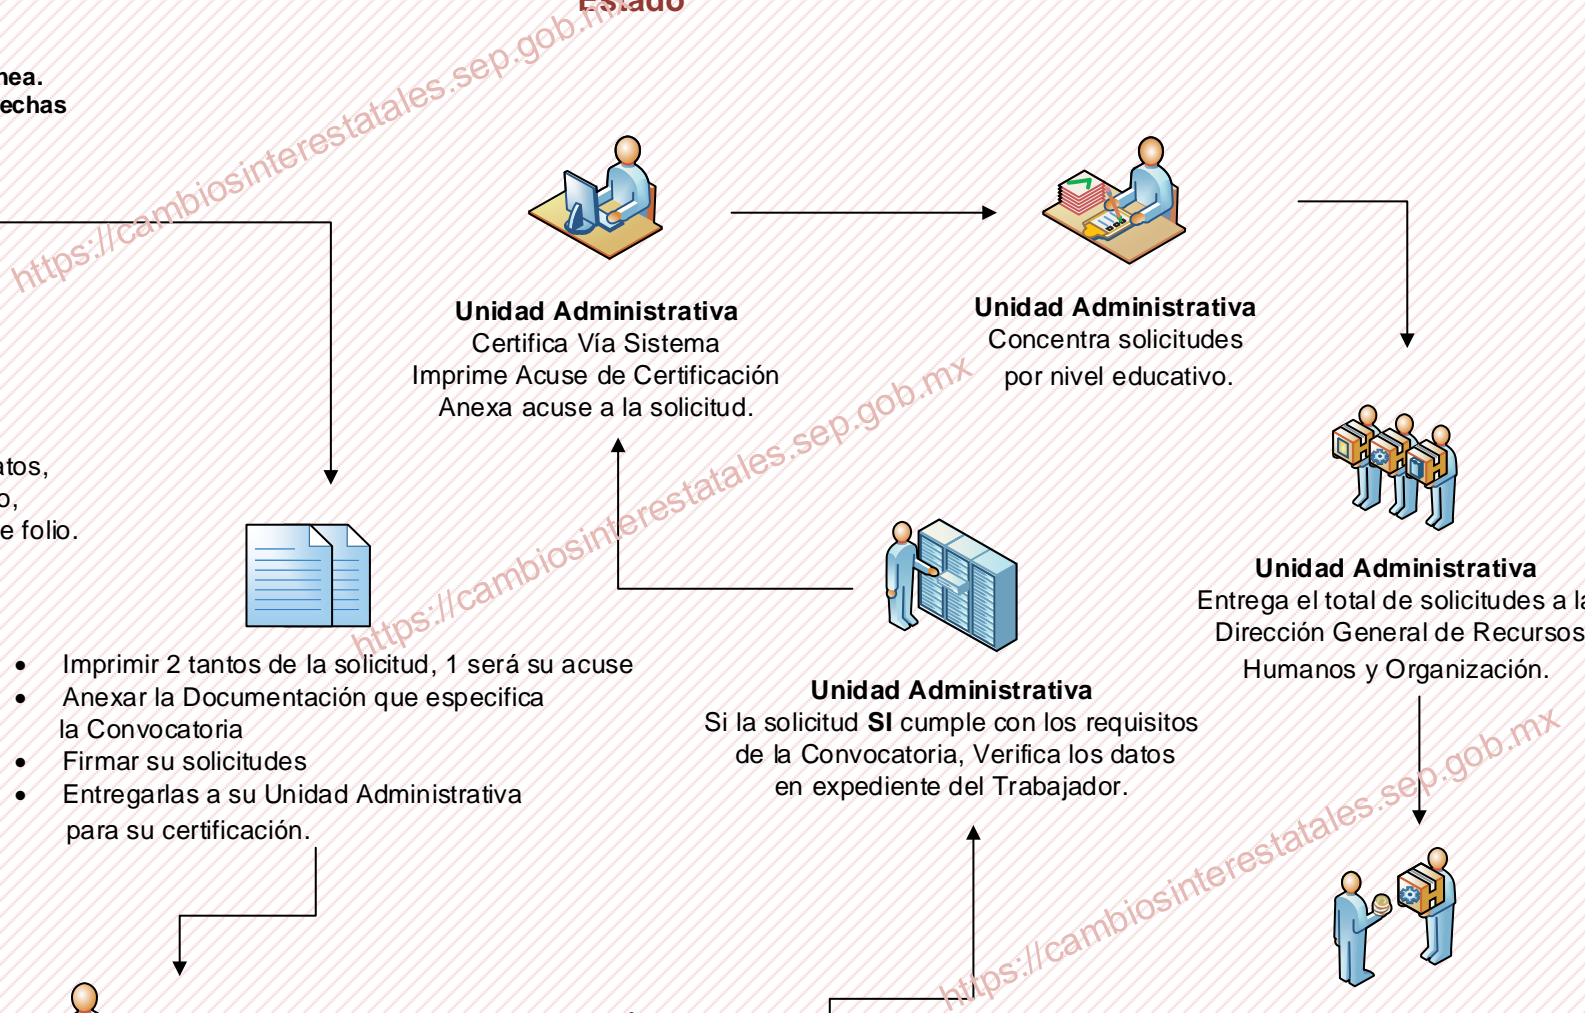 Estado
nea.
echas
https://cambiosinterestatales.sep.gob.mx
Unidad Administrativa
Certifica Vía Sistema
Imprime Acuse de Certificación
Anexa acuse a la solicitud.
Unidad Administrativa
Concentra solicitudes
por nivel educativo.
https://cambiosinterestatales.sep.gob.mx
atos,
o,
e folio.
Imprimir 2 tantos de la solicitud, 1 será su acuse
Anexar la Documentación que especifica
la Convocatoria
Firmar su solicitudes
Entregarlas a su Unidad Administrativa
para su certificación.
Unidad Administrativa
Si la solicitud SI cumple con los requisitos
de la Convocatoria, Verifica los datos
en expediente del Trabajador.
Unidad Administrativa
Entrega el total de solicitudes a la
Dirección General de Recursos
Humanos y Organización.
https://cambiosinterestatales.sep.gob.mx